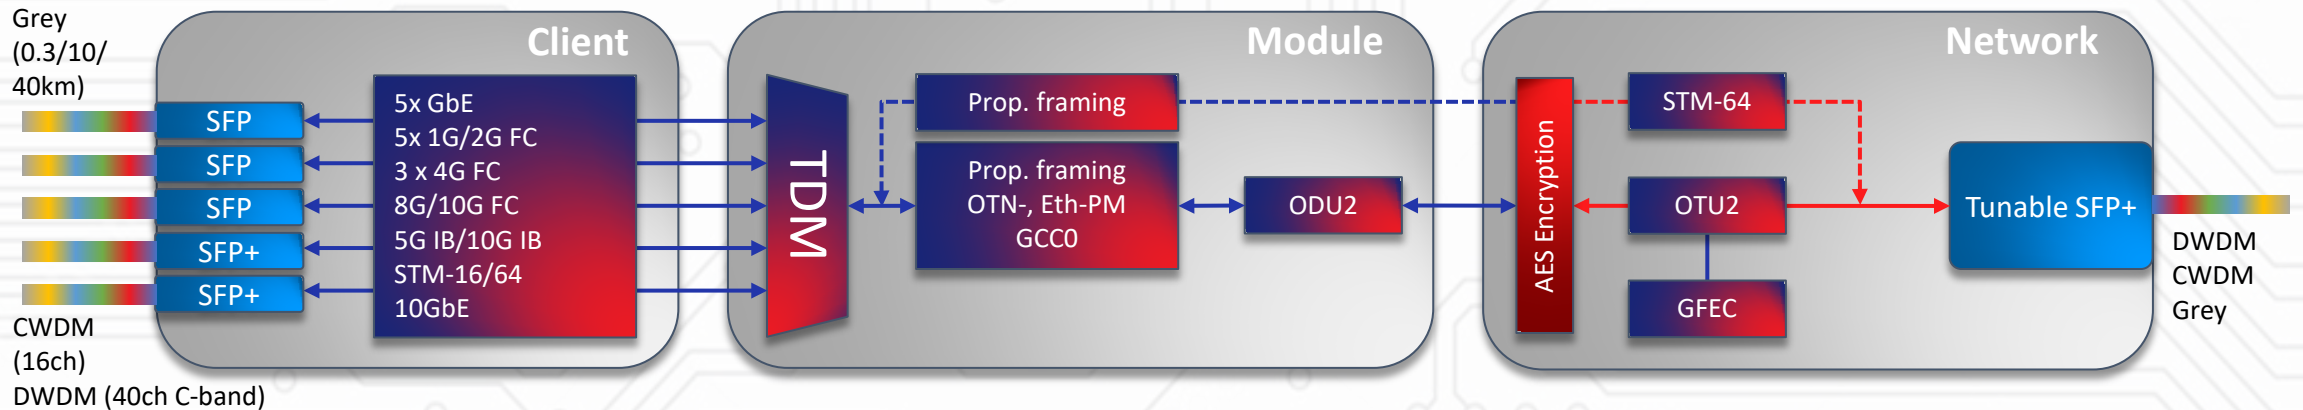 Grey
(0.3/10/
40km)
SFP
SFP
SFP
SFP+
SFP+
CWDM
(16ch)
DWDM (40ch C-band)
Client
5x GbE
5x 1G/2G FC
3 x 4G FC
8G/10G FC
5G IB/10G IB
STM-16/64
10GbE
Module
TDM
Prop. framing
Prop. framing
OTN-, Eth-PM
GCC0
ODU2
Network
AES Encryption
STM-64
OTU2
GFEC
Tunable SFP+
DWDM
CWDM
Grey